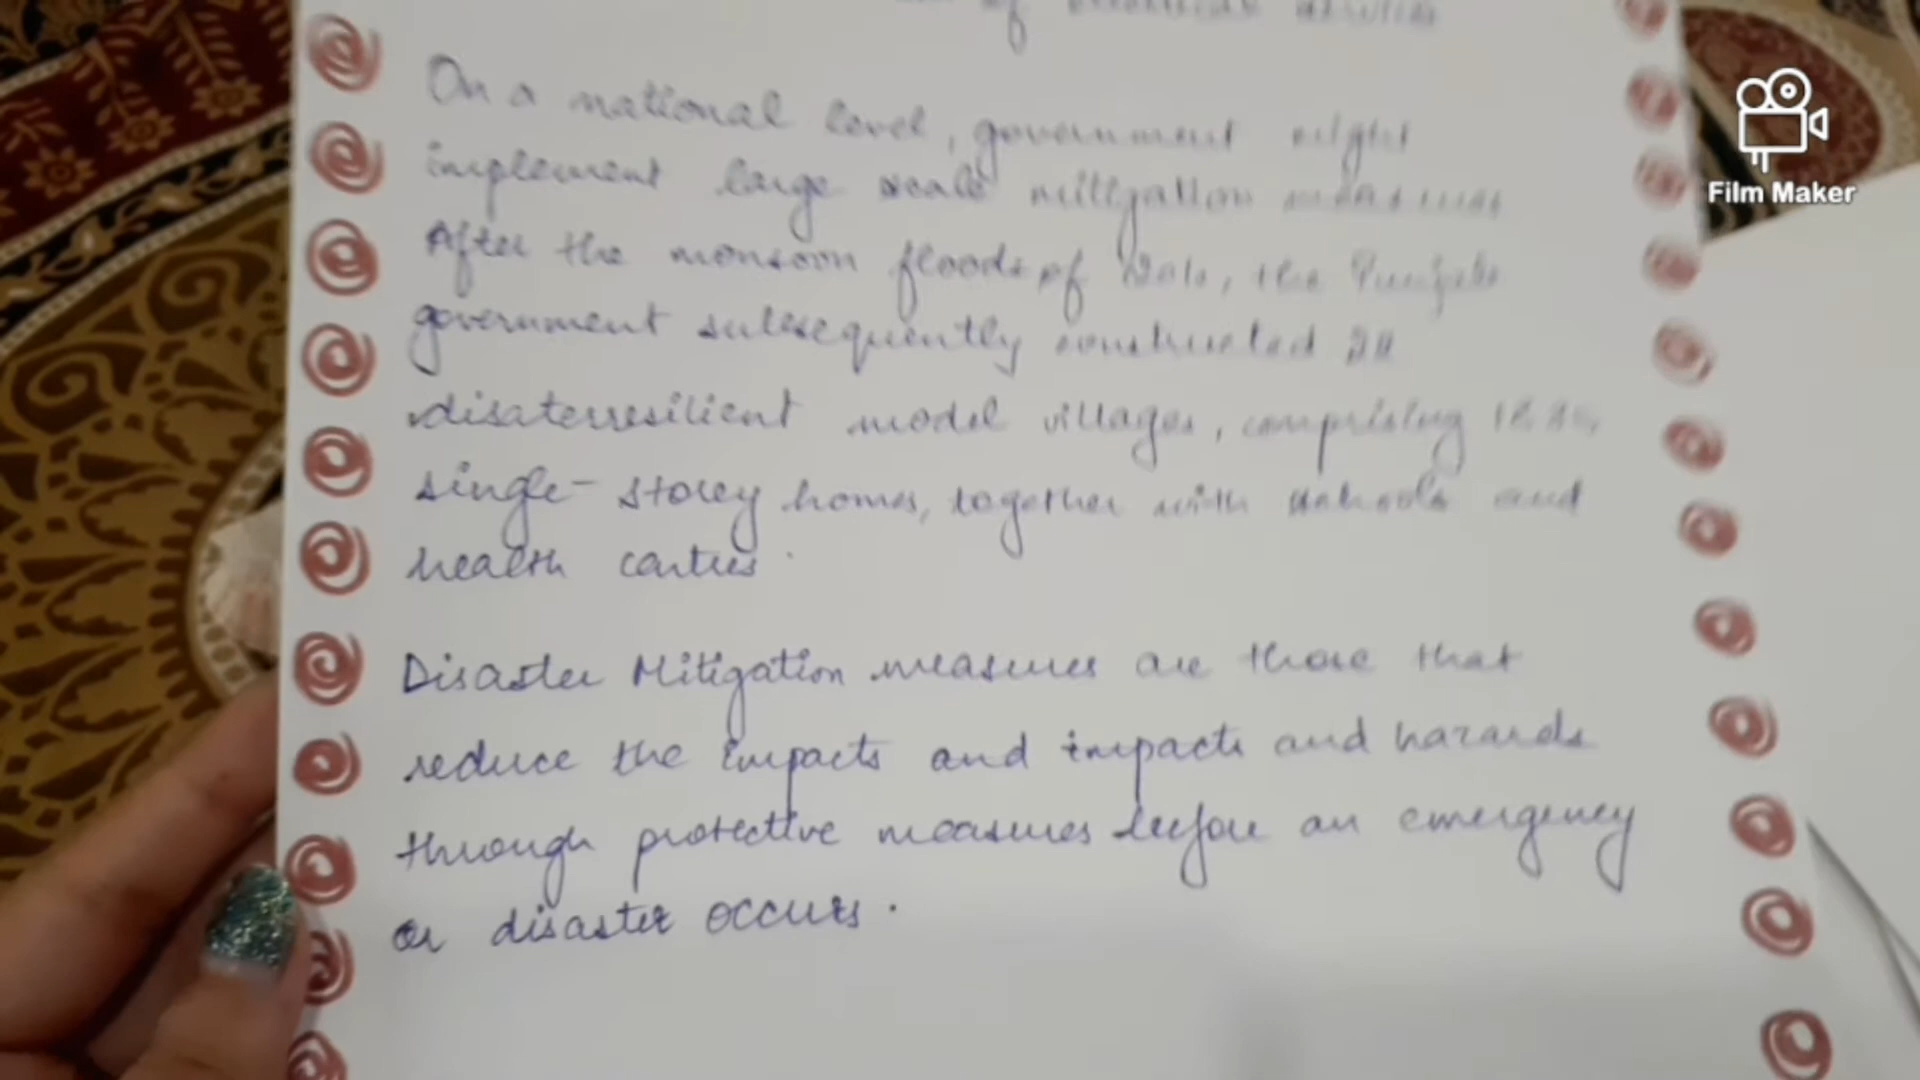 of
On a national level, government might
implement large scale mitigation measures
After the monsoon floods of the Punjab
government subsequently constructed
disaterresilient model villages, comprising
single- storey homes, together with schools and
health centres.
Disaster Mitigation measures are those that
reduce the impacts and impacts and hazards
through protective measures before an emergency
or disaster occurs.
Film Maker